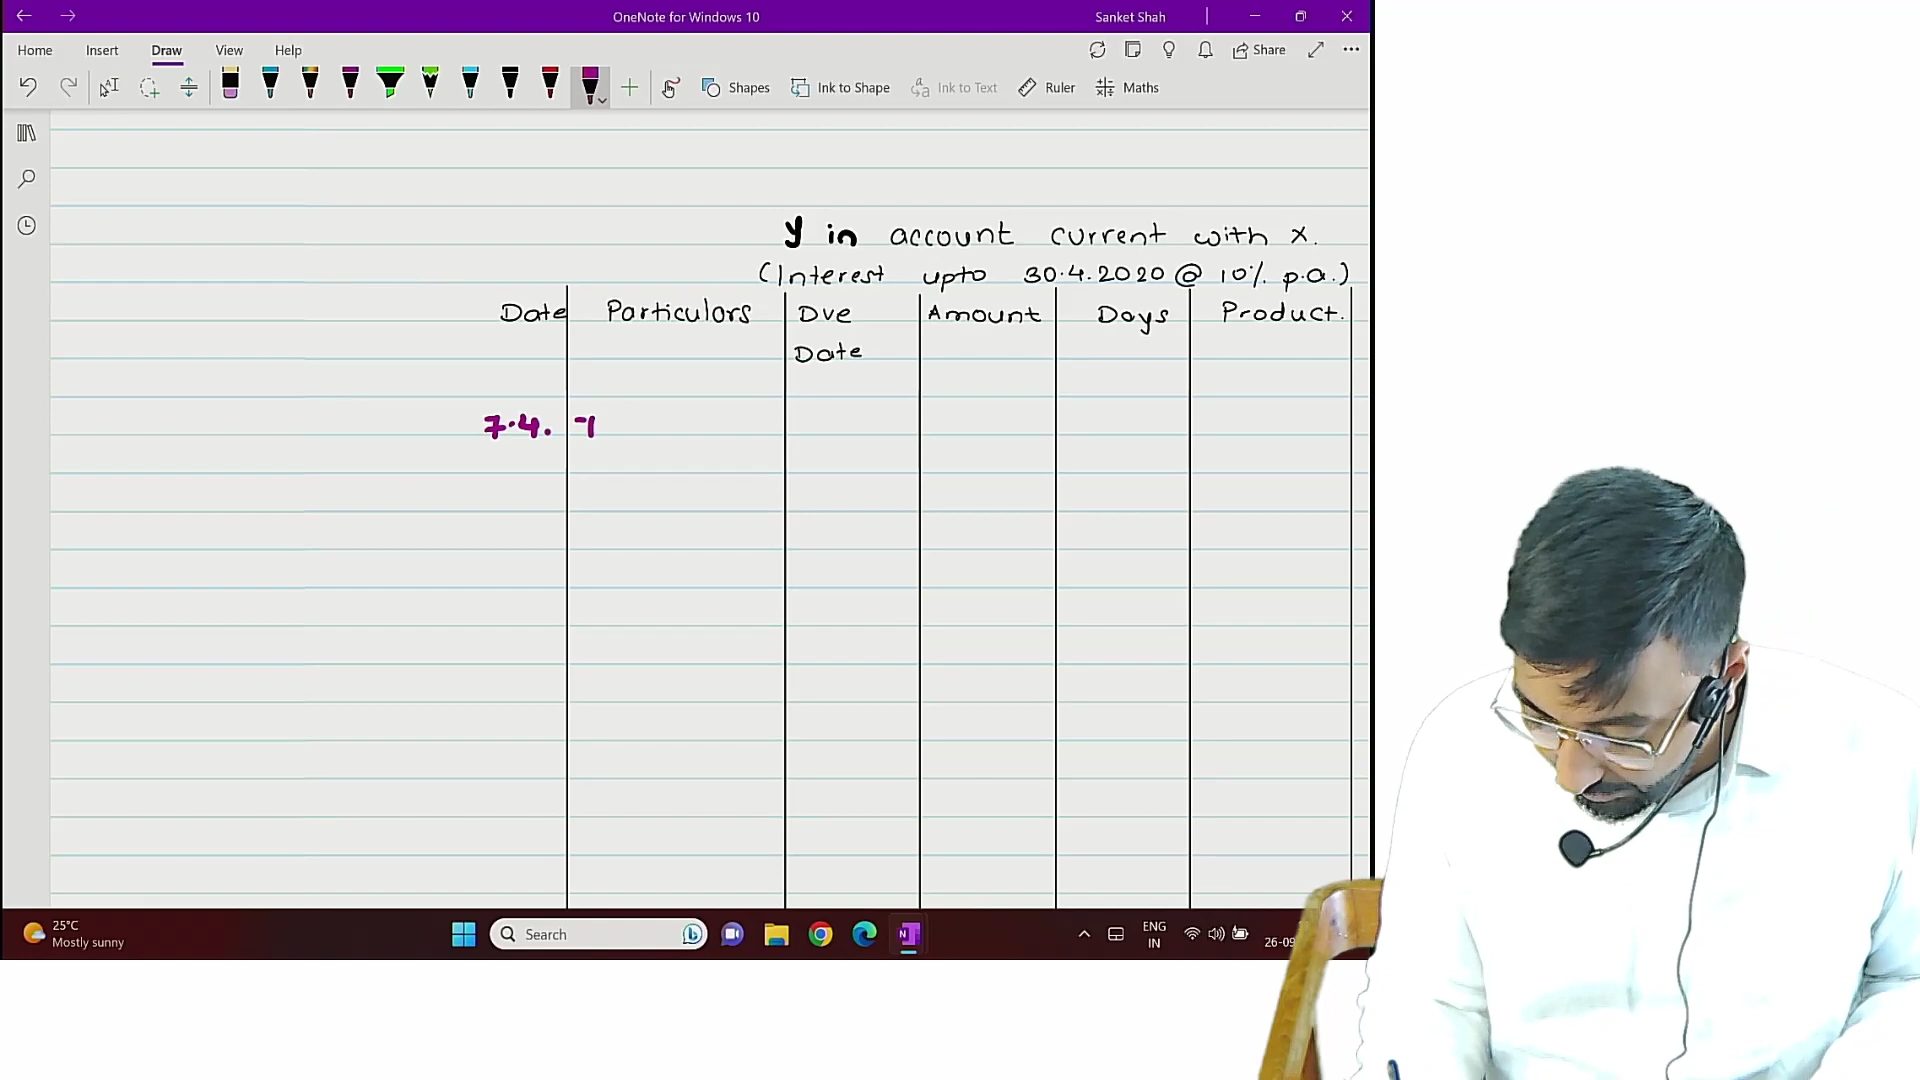 OneNote for Windows 10
Sanket Shah
Home Insert Draw View Help
Share
Shapes Ink to Shape Ink to Text Ruler Maths
y in account current with x.
(Interest upto 30.4.2020 @ 10% p.a.)
Date Particulars Due Date Amount Days Product.
7.4.
25°C
Mostly sunny
Search
ENG
IN
26-09